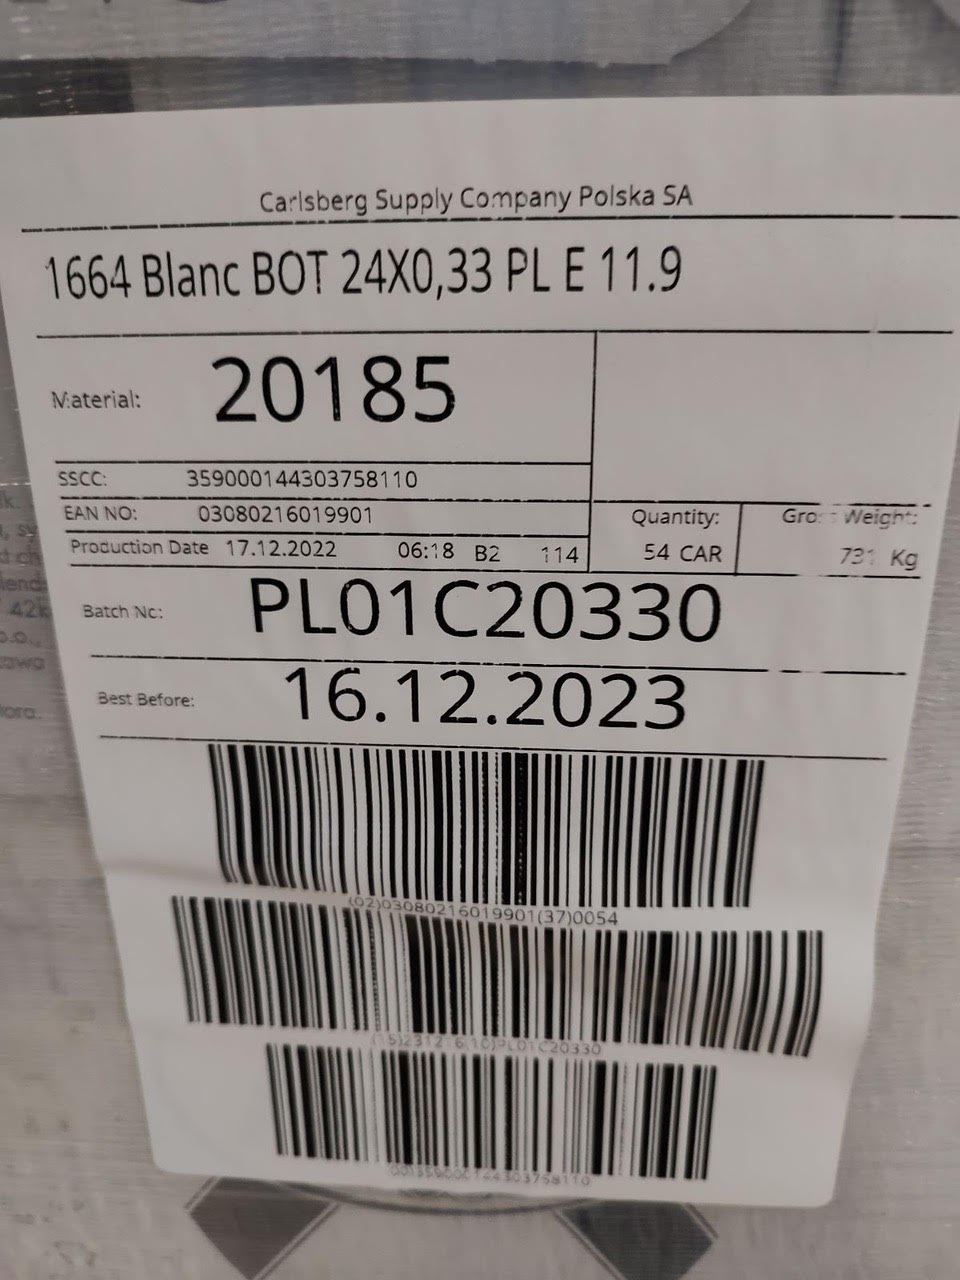 Carlsberg Supply Company Polska SA
1664 Blanc BOT 24X0,33 PL E 11.9
Material: 20185
SSCC: 359000144303758110
EAN NO: 03080216019901
Quantity: Gross Weight:
Production Date 17.12.2022 06:18 B2 114 54 CAR 731 Kg
Batch No: PL01C20330
Best Before: 16.12.2023
(02)03080216019901(37)0054
(15)231216(10)PL01C20330
(00)359000144303758110